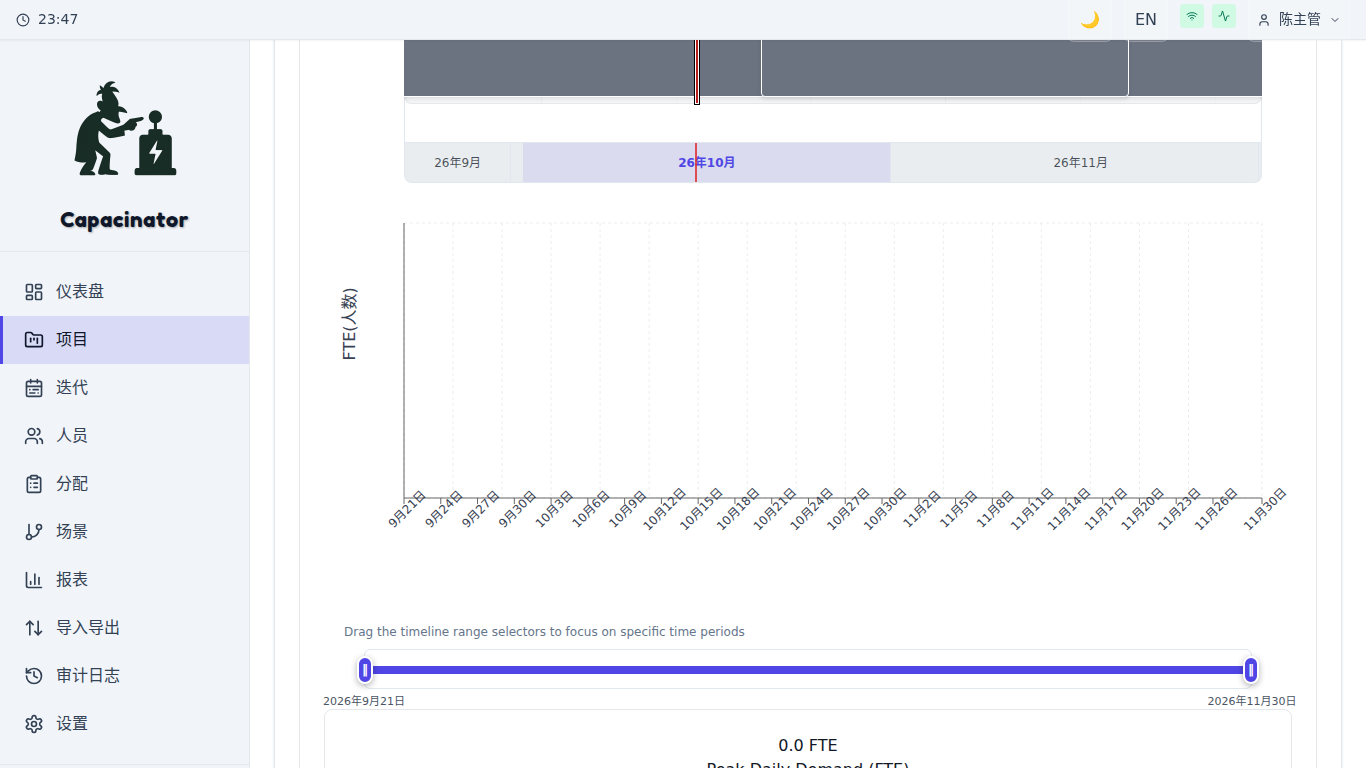 23:47
EN
陈主管
Capacinator
仪表盘
项目
迭代
人员
分配
场景
报表
导入导出
审计日志
设置
26年9月
26年10月
26年11月
FTE(人数)
9月21日
9月24日
9月27日
9月30日
10月3日
10月6日
10月9日
10月12日
10月15日
10月18日
10月21日
10月24日
10月27日
10月30日
11月2日
11月5日
11月8日
11月11日
11月14日
11月17日
11月20日
11月23日
11月26日
11月30日
Drag the timeline range selectors to focus on specific time periods
2026年9月21日
2026年11月30日
0.0 FTE
Peak Daily Demand (FTE)